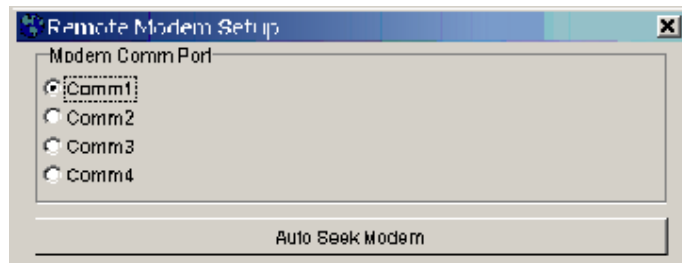 Remote Modem Setup
Modem Comm Port
Comm1
Comm2
Comm3
Comm4
Auto Seek Modem